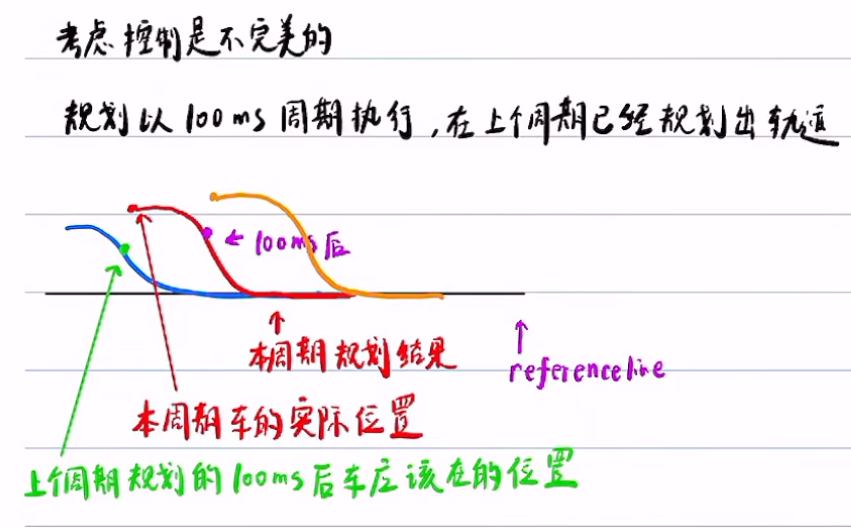 考虑控制是不完美的
规划以100ms周期执行,在上个周期已经规划出轨迹
←100ms后
本周期规划结果
referenceline
本周期车的实际位置
上个周期规划的100ms后车应该在的位置